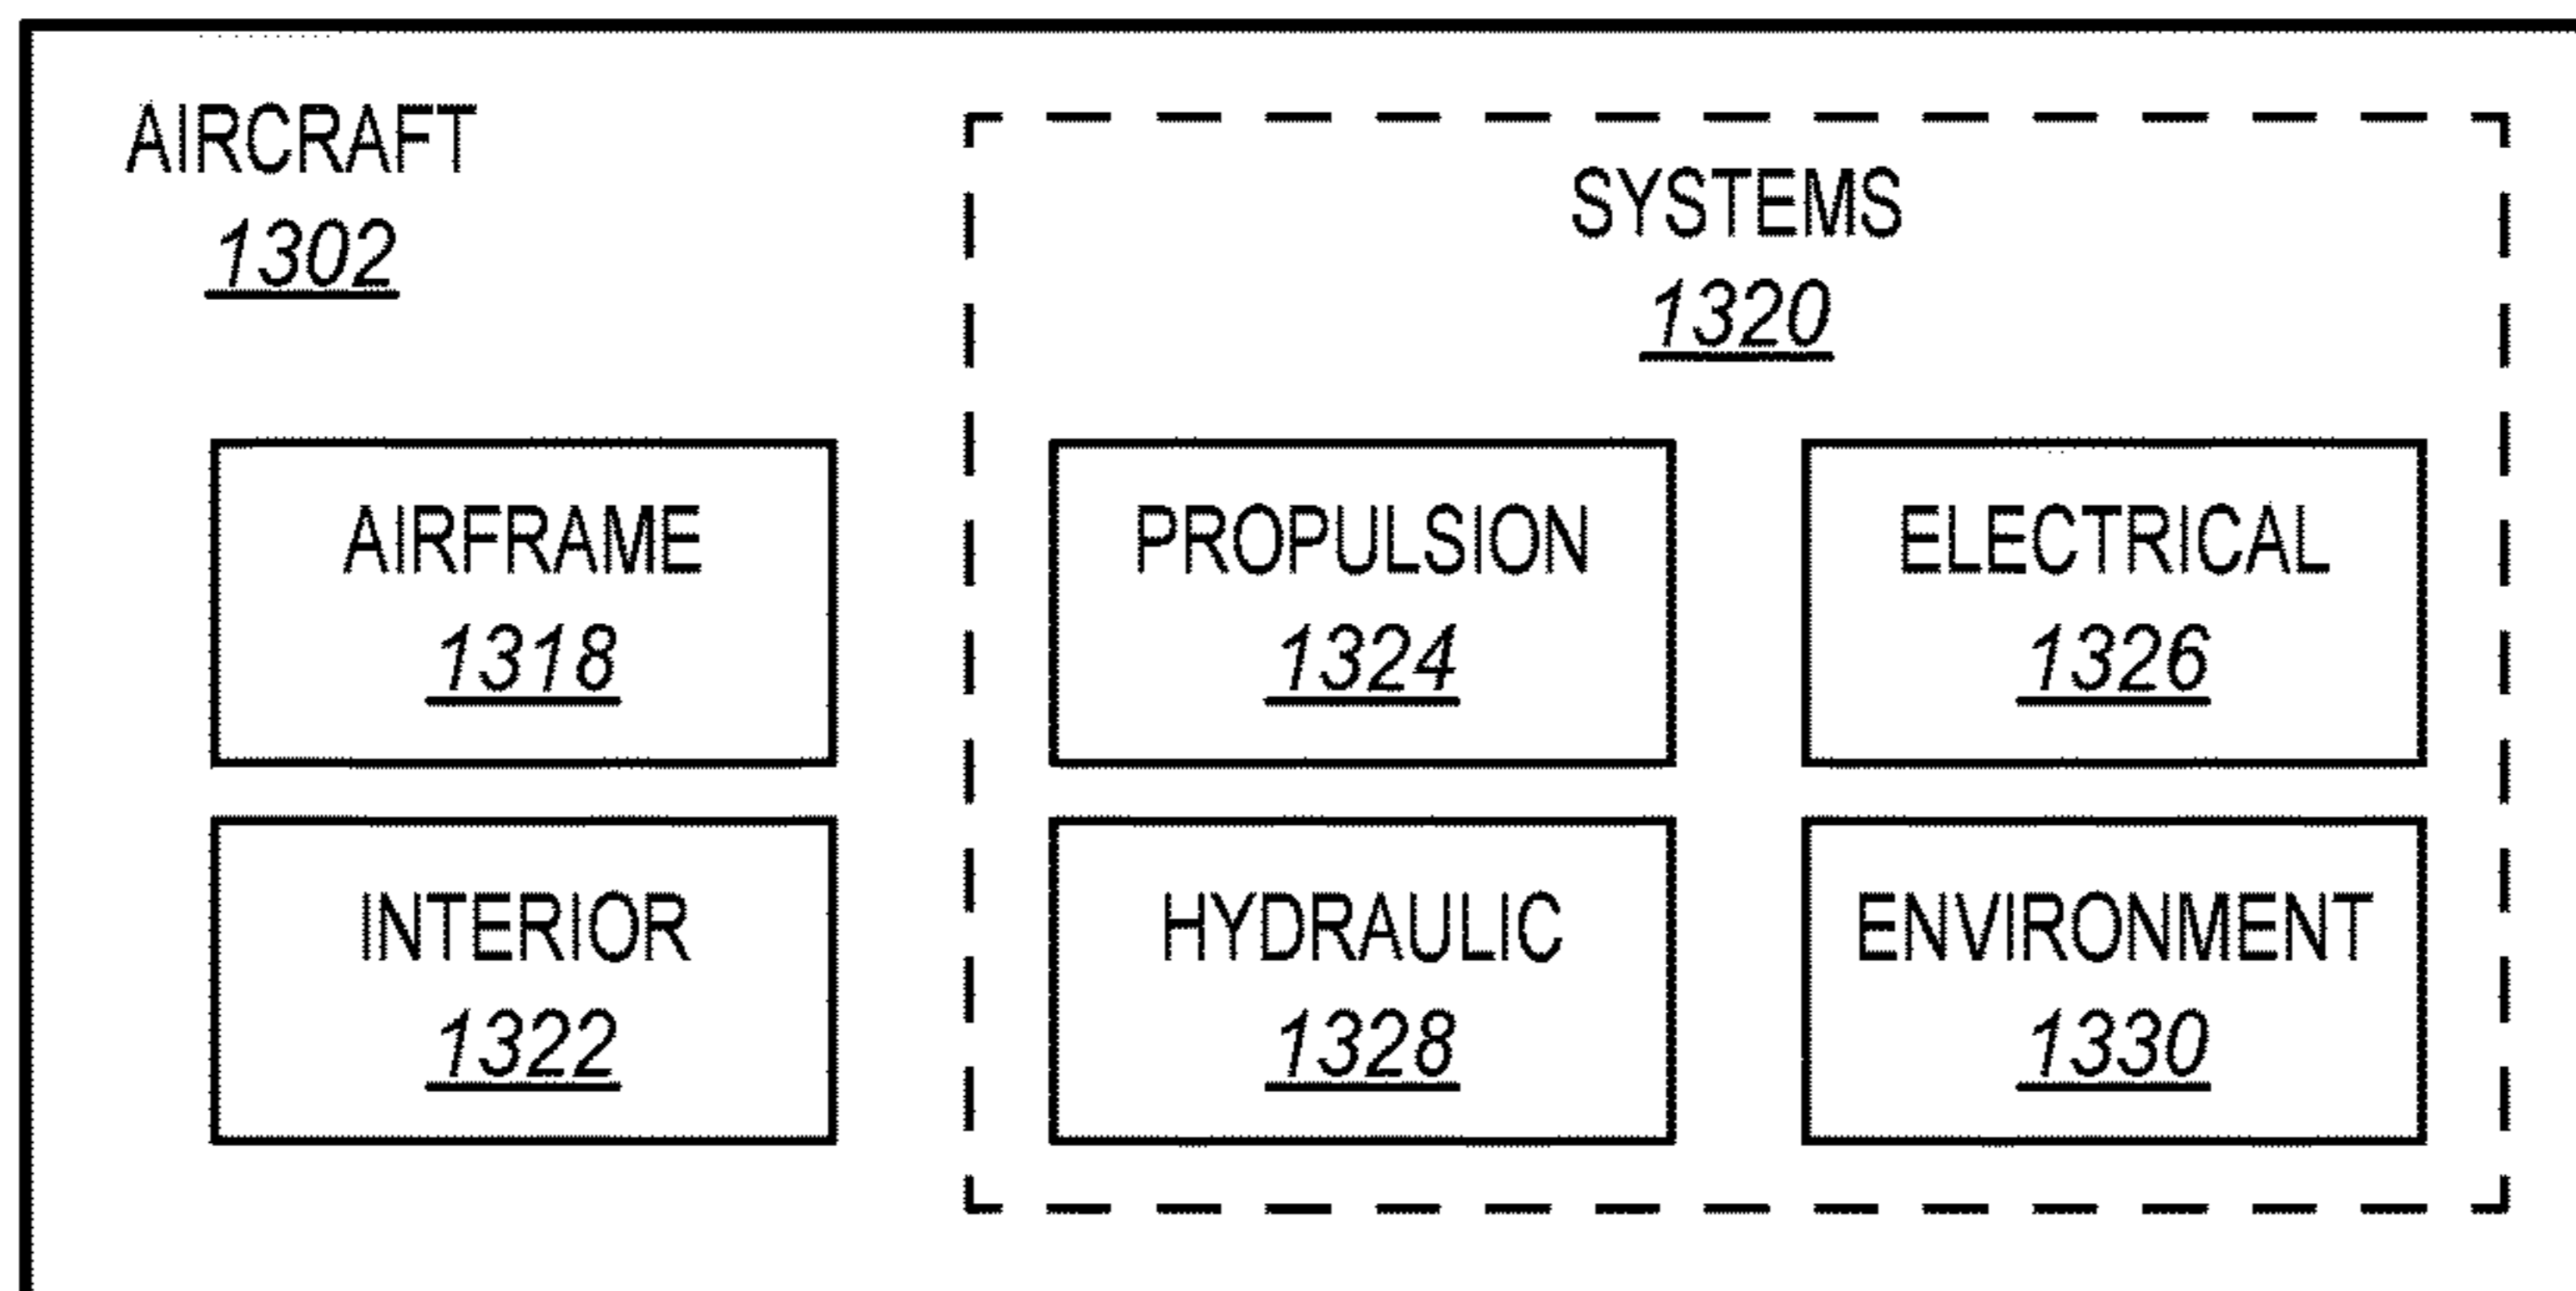 AIRCRAFT
1302
SYSTEMS
1320
AIRFRAME
1318
PROPULSION
1324
ELECTRICAL
1326
INTERIOR
1322
HYDRAULIC
1328
ENVIRONMENT
1330